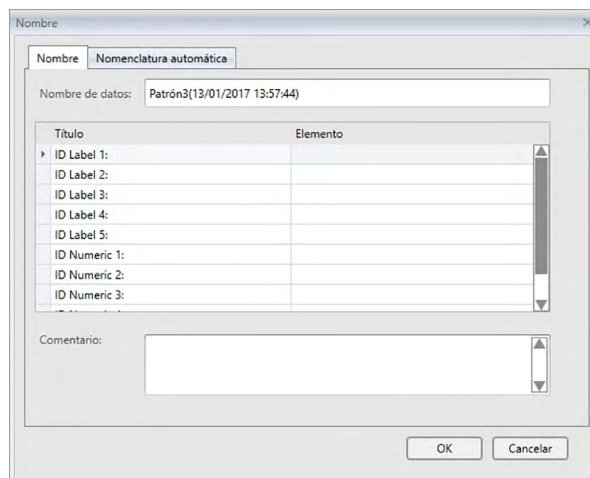 Nombre
Nombre Nomenclatura automática
Nombre de datos: Patrón3(13/01/2017 13:57:44)
Título Elemento
ID Label 1:
ID Label 2:
ID Label 3:
ID Label 4:
ID Label 5:
ID Numeric 1:
ID Numeric 2:
ID Numeric 3:
Comentario:
OK Cancelar